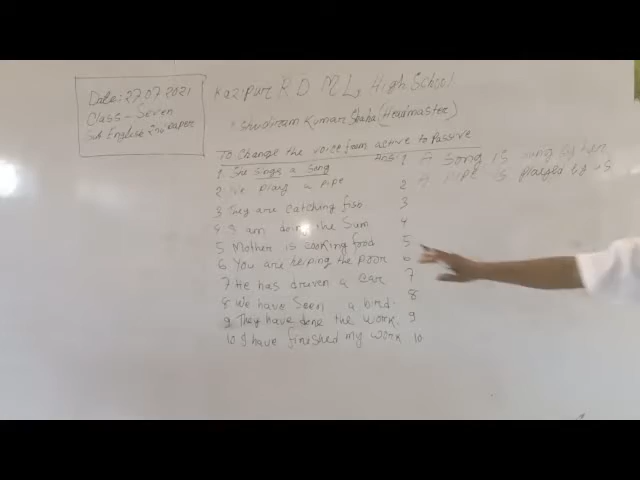 Date: 27.07.2021
Class - Seven
Sub English 2nd Paper
Kazipur R D M L High School
Kshudiram Kumar Shaha (Headmaster)
To Change the voice from active to Passive
1 She sings a Song
2 We play a pipe
3 They are catching fish
4 I am doing the Sum
5 Mother is cooking food
6 You are helping the poor
7 He has driven a car
8 We have Seen a bird.
9 They have done the work.
10 I have finished my work
Ans 1 A Song is sung by her
2 A pipe is played by us
3
4
5
6
7
8
9
10